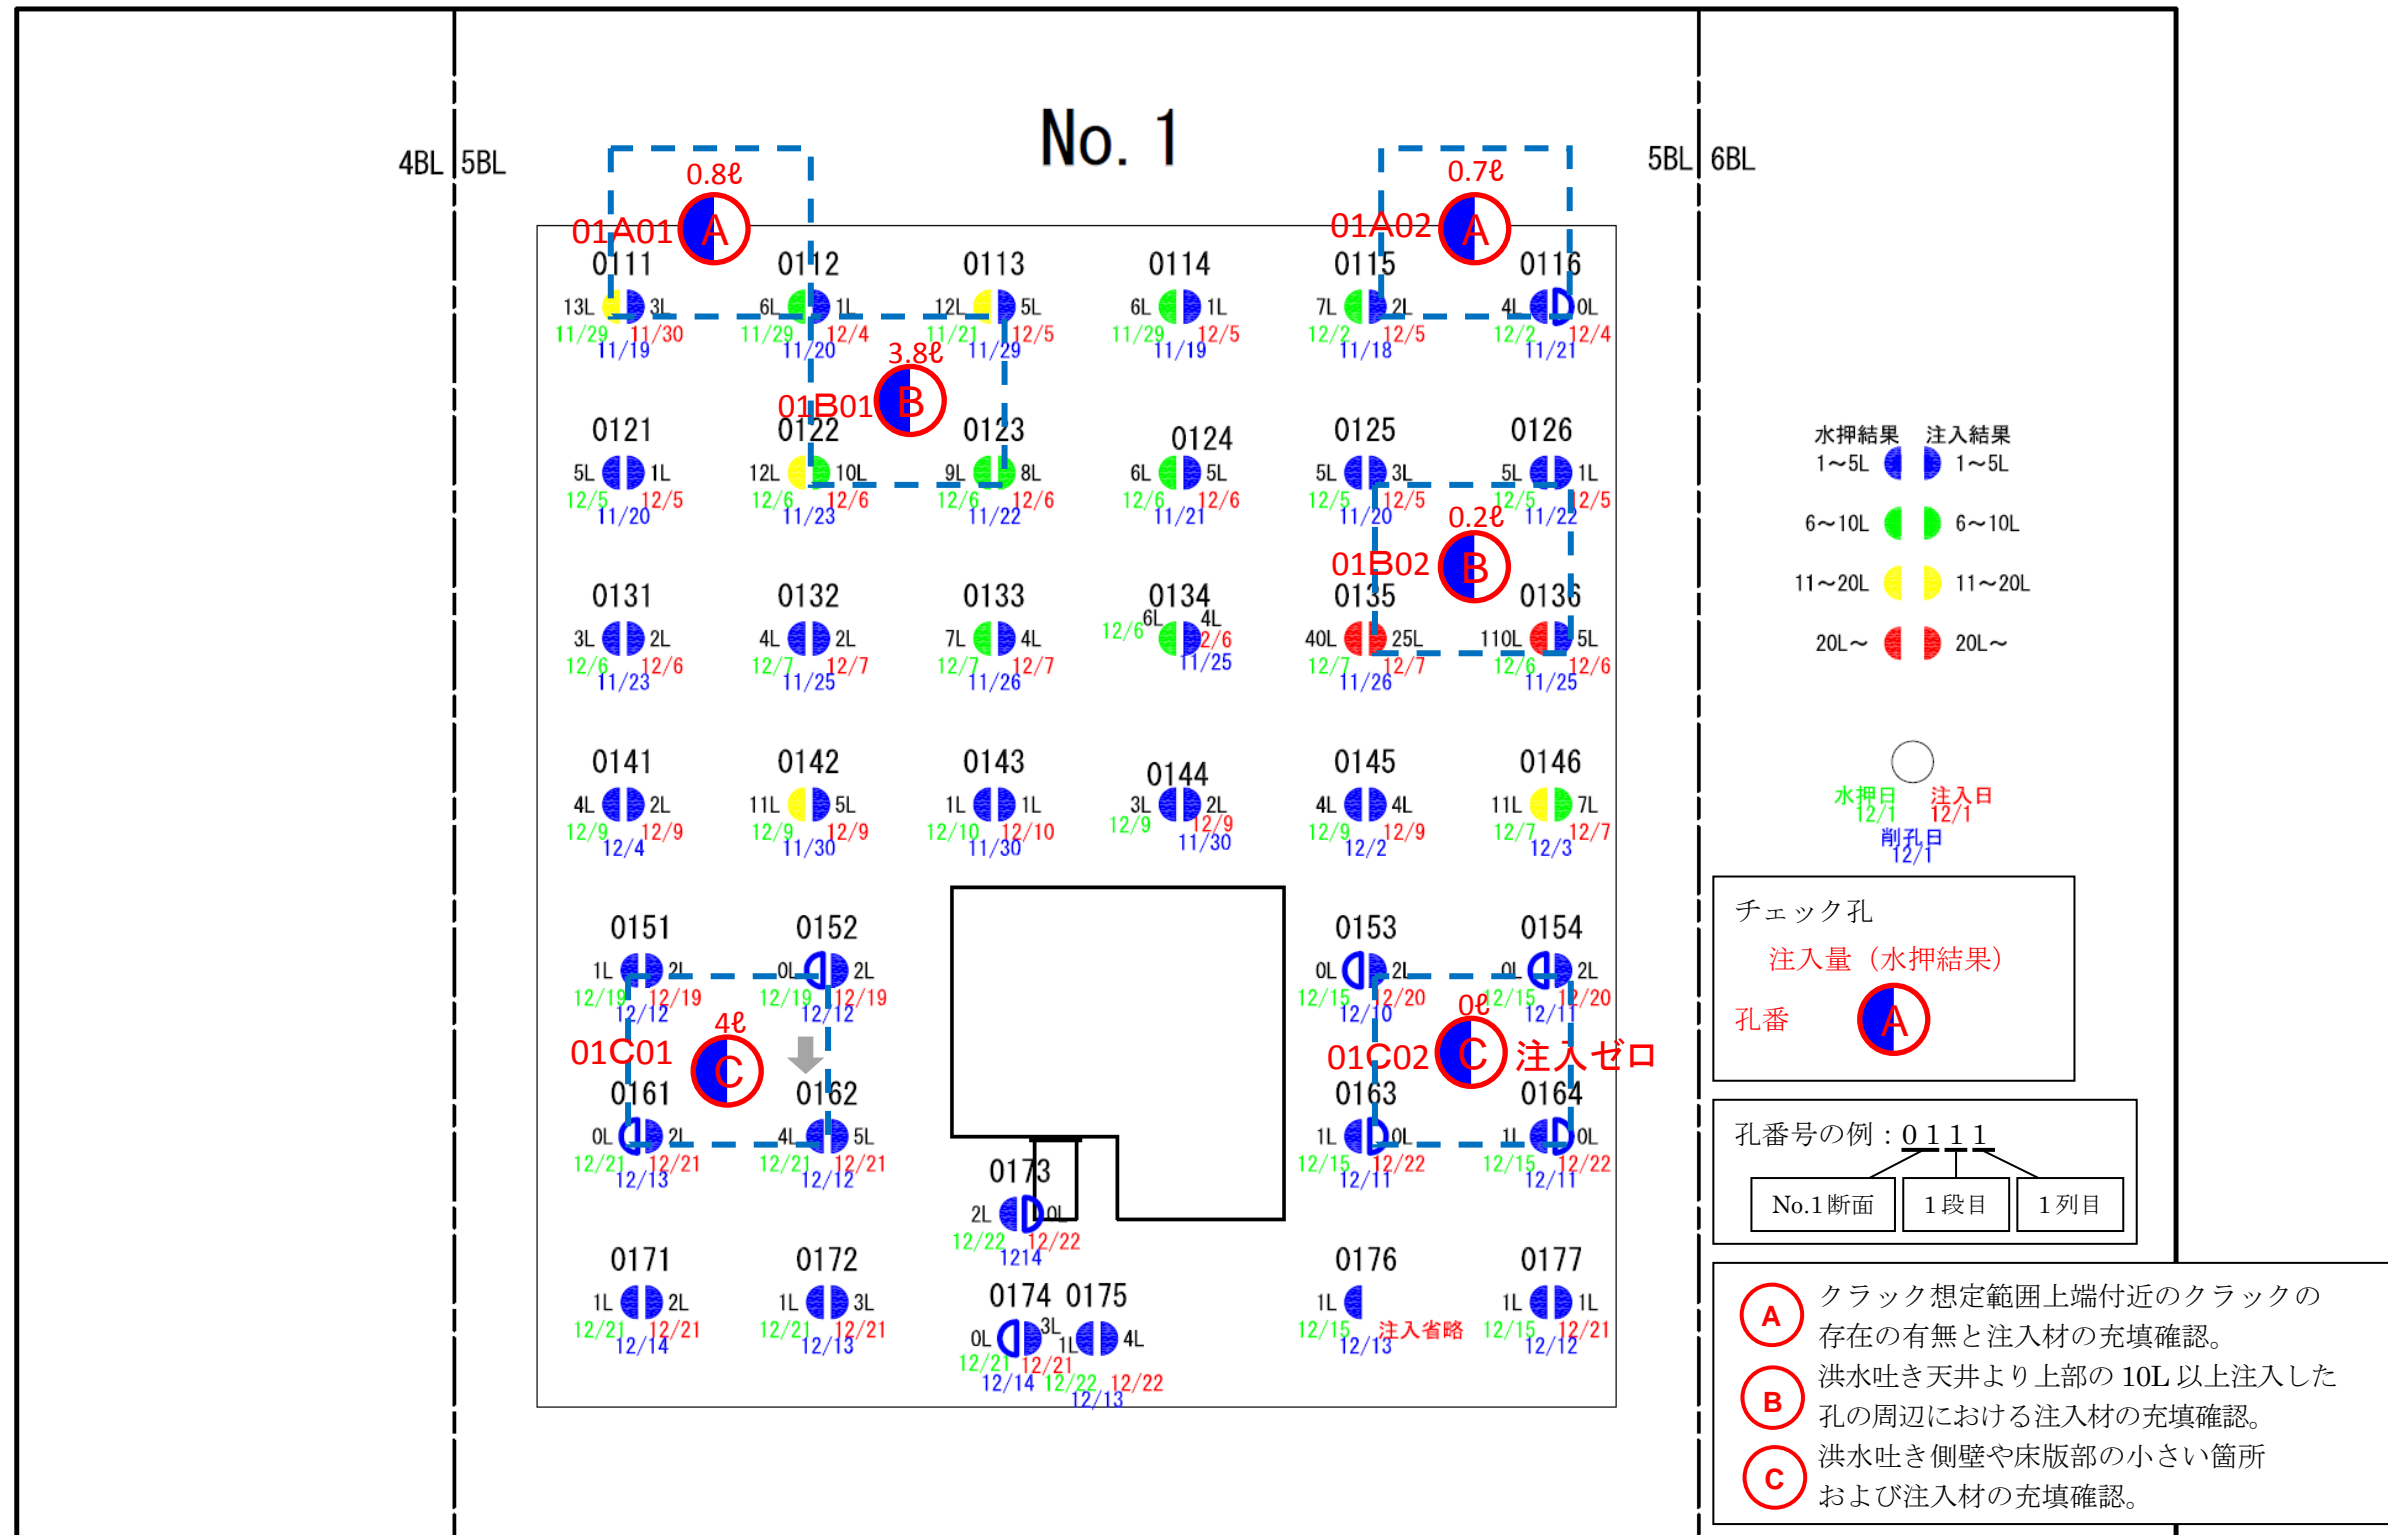 No. 1
4BL 5BL
5BL 6BL
0.8ℓ
0.7ℓ
01A01 A
01A02 A
0111 0112 0113 0114 0115 0116
13L 3L 6L 1L 12L 5L 6L 1L 7L 2L 4L 0L
11/29 11/30 11/29 12/4 11/21 12/5 11/29 12/5 12/2 12/5 12/2 12/4
11/19 11/20 11/29 11/19 11/18 11/21
3.8ℓ
01B01 B
0121 0122 0123 0124 0125 0126
5L 1L 12L 10L 9L 8L 6L 5L 5L 3L 5L 1L
12/5 12/5 12/6 12/6 12/6 12/6 12/6 12/6 12/5 12/5 12/5 12/5
11/20 11/23 11/22 11/21 11/20 11/22
0.2ℓ
01B02 B
0131 0132 0133 0134 0135 0136
3L 2L 4L 2L 7L 4L 6L 4L 40L 25L 110L 5L
12/6 12/6 12/7 12/7 12/7 12/7 12/6 2/6 12/7 12/7 12/6 12/6
11/23 11/25 11/26 11/25 11/26 11/25
0141 0142 0143 0144 0145 0146
4L 2L 11L 5L 1L 1L 3L 2L 4L 4L 11L 7L
12/9 12/9 12/9 12/9 12/10 12/10 12/9 12/9 12/9 12/9 12/7 12/7
12/4 11/30 11/30 11/30 12/2 12/3
0151 0152 0153 0154
1L 2L 0L 2L 0L 2L 0L 2L
12/19 12/19 12/19 12/19 12/15 12/20 12/15 12/20
12/12 12/12 12/10 12/11
4ℓ
0ℓ
01C01 C
01C02 C 注入ゼロ
0161 0162 0163 0164
0L 2L 4L 5L 1L 0L 1L 0L
12/21 12/21 12/21 12/21 12/15 12/22 12/15 12/22
12/13 12/12 12/11 12/11
0173
2L 0L
12/22 12/22
1214
0171 0172 0176 0177
1L 2L 1L 3L 1L 1L 1L
12/21 12/21 12/21 12/21 12/15 注入省略 12/15 12/21
12/14 12/13 12/13 12/12
0174 0175
0L 3L 1L 4L
12/21 12/21 12/22 12/22
12/14 12/13
水押結果 注入結果
1～5L 1～5L
6～10L 6～10L
11～20L 11～20L
20L～ 20L～
水押日 注入日
12/1 12/1
削孔日
12/1
チェック孔
注入量（水押結果）
孔番 A
孔番号の例：0 1 1 1
No.1断面 1段目 1列目
A クラック想定範囲上端付近のクラックの
存在の有無と注入材の充填確認。
B 洪水吐き天井より上部の 10L 以上注入した
孔の周辺における注入材の充填確認。
C 洪水吐き側壁や床版部の小さい箇所
および注入材の充填確認。